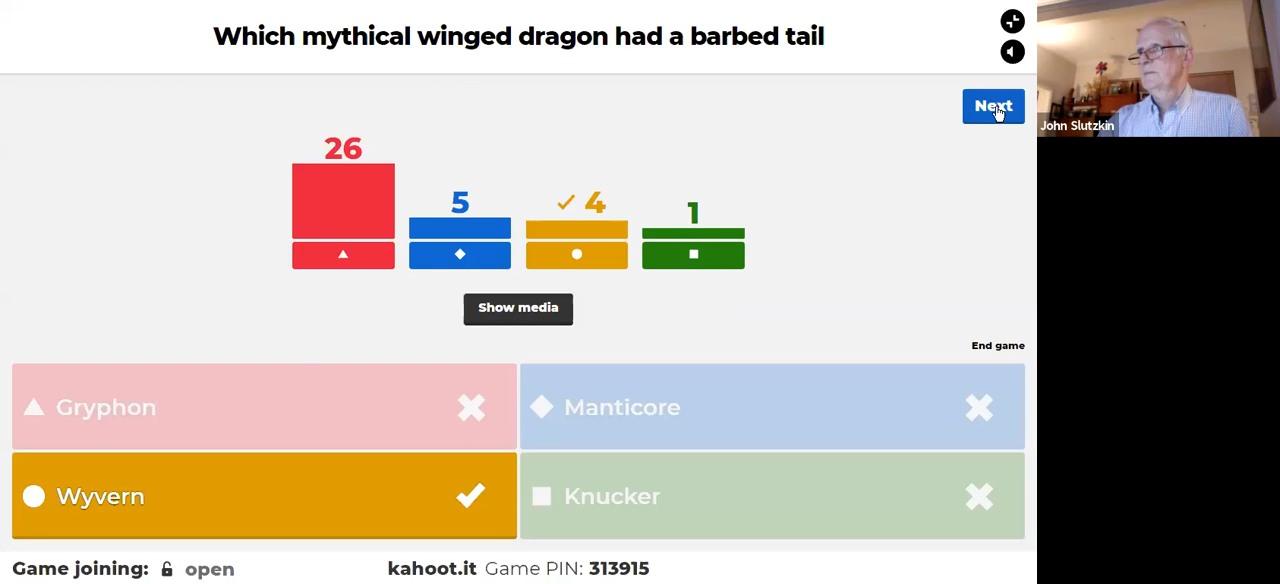 Which mythical winged dragon had a barbed tail
Next
John Slutzkin
26
5
4
1
Show media
End game
Gryphon
Manticore
Wyvern
Knucker
Game joining: open
kahoot.it Game PIN: 313915